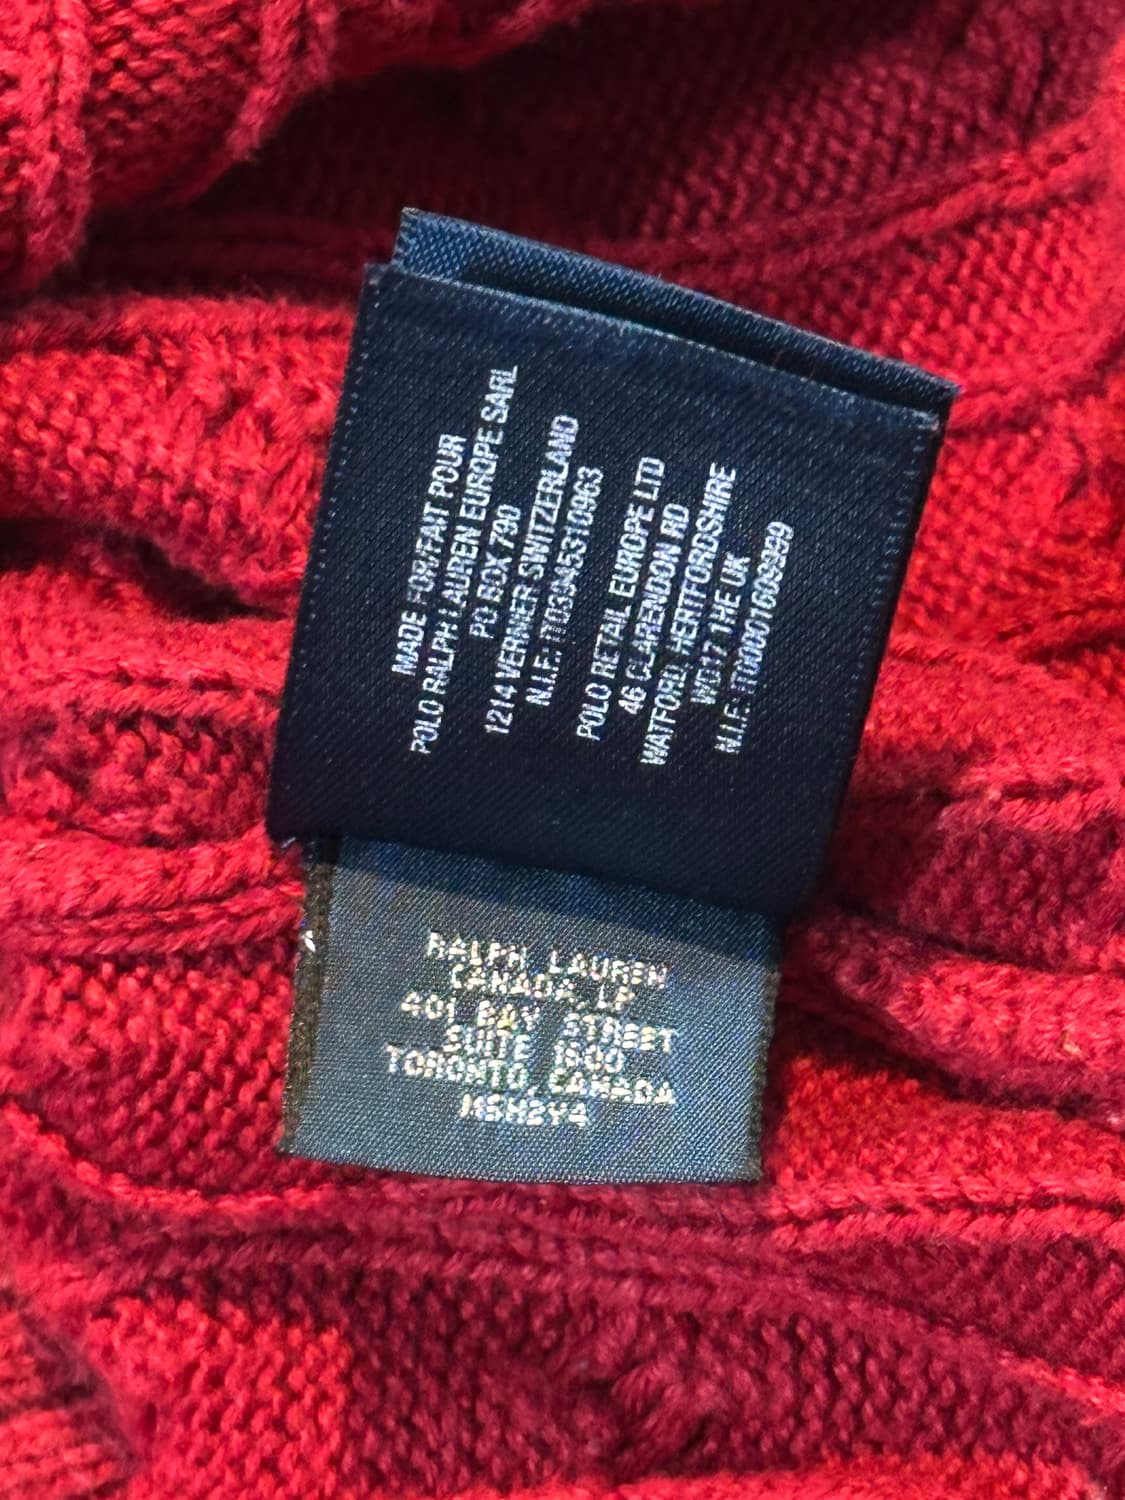 MADE FOR/FAIT POUR
POLO RALPH LAUREN EUROPE SARL
PO BOX 790
1214 VERNIER SWITZERLAND
N.I.F.: IT03945310963
POLO RETAIL EUROPE LTD
46 CLARENDON RD
WATFORD, HERTFORDSHIRE
WD17 1HE UK
N.I.F.: IT00001609999
RALPH LAUREN
CANADA LP
401 BAY STREET
SUITE 1500
TORONTO, CANADA
M5H2Y4